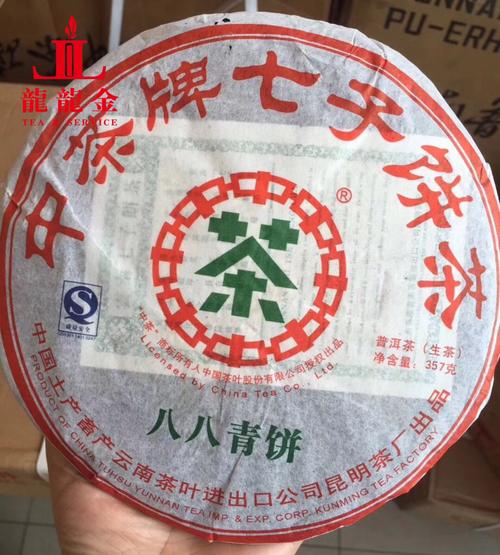 龍龍金
TEA SERVICE
YUNNAN
PU-ERH
中茶牌七子饼茶
茶
®
"中茶"商标所有人中国茶叶股份有限公司授权出品
Licensed by China Tea Co., Ltd.
普洱茶（生茶）
净含量：357克
八八青饼
中国土产畜产云南茶叶进出口公司昆明茶厂出品
CHINA TUHSU YUNNAN TEA IMP. & EXP. CORP. KUNMING TEA FACTORY